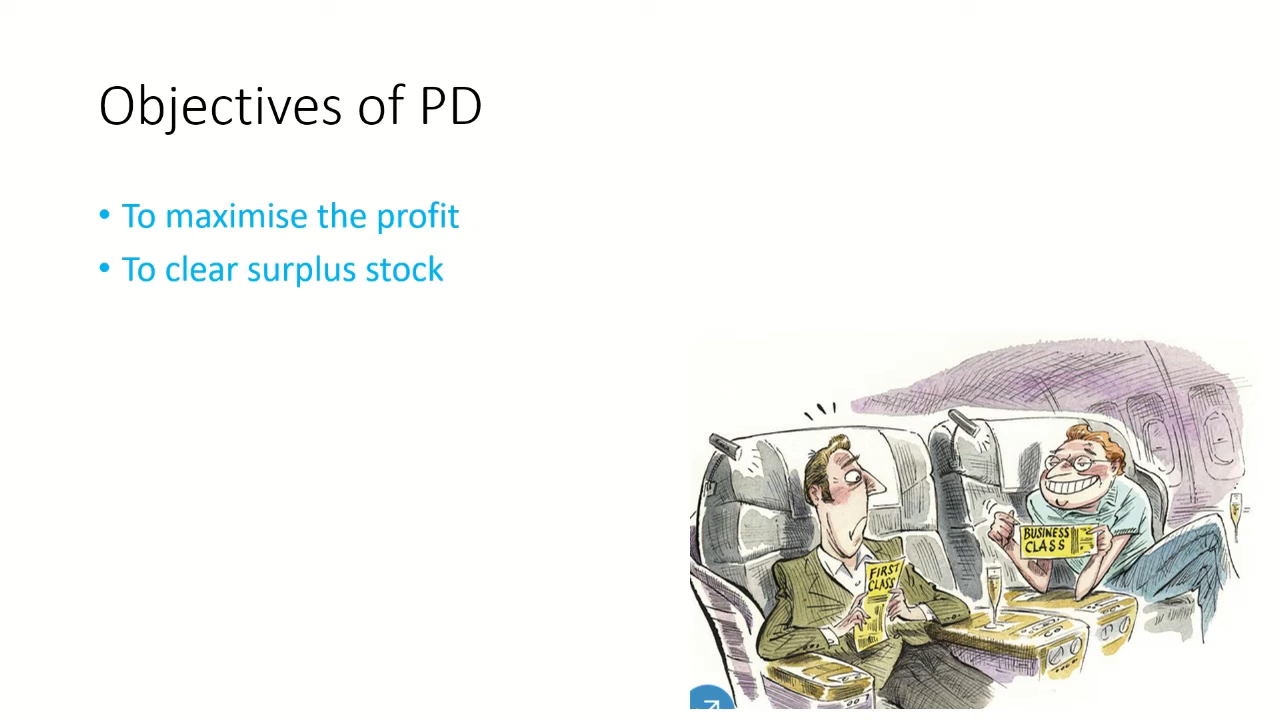 Objectives of PD
• To maximise the profit
• To clear surplus stock
BUSINESS
CLASS
FIRST
CLASS